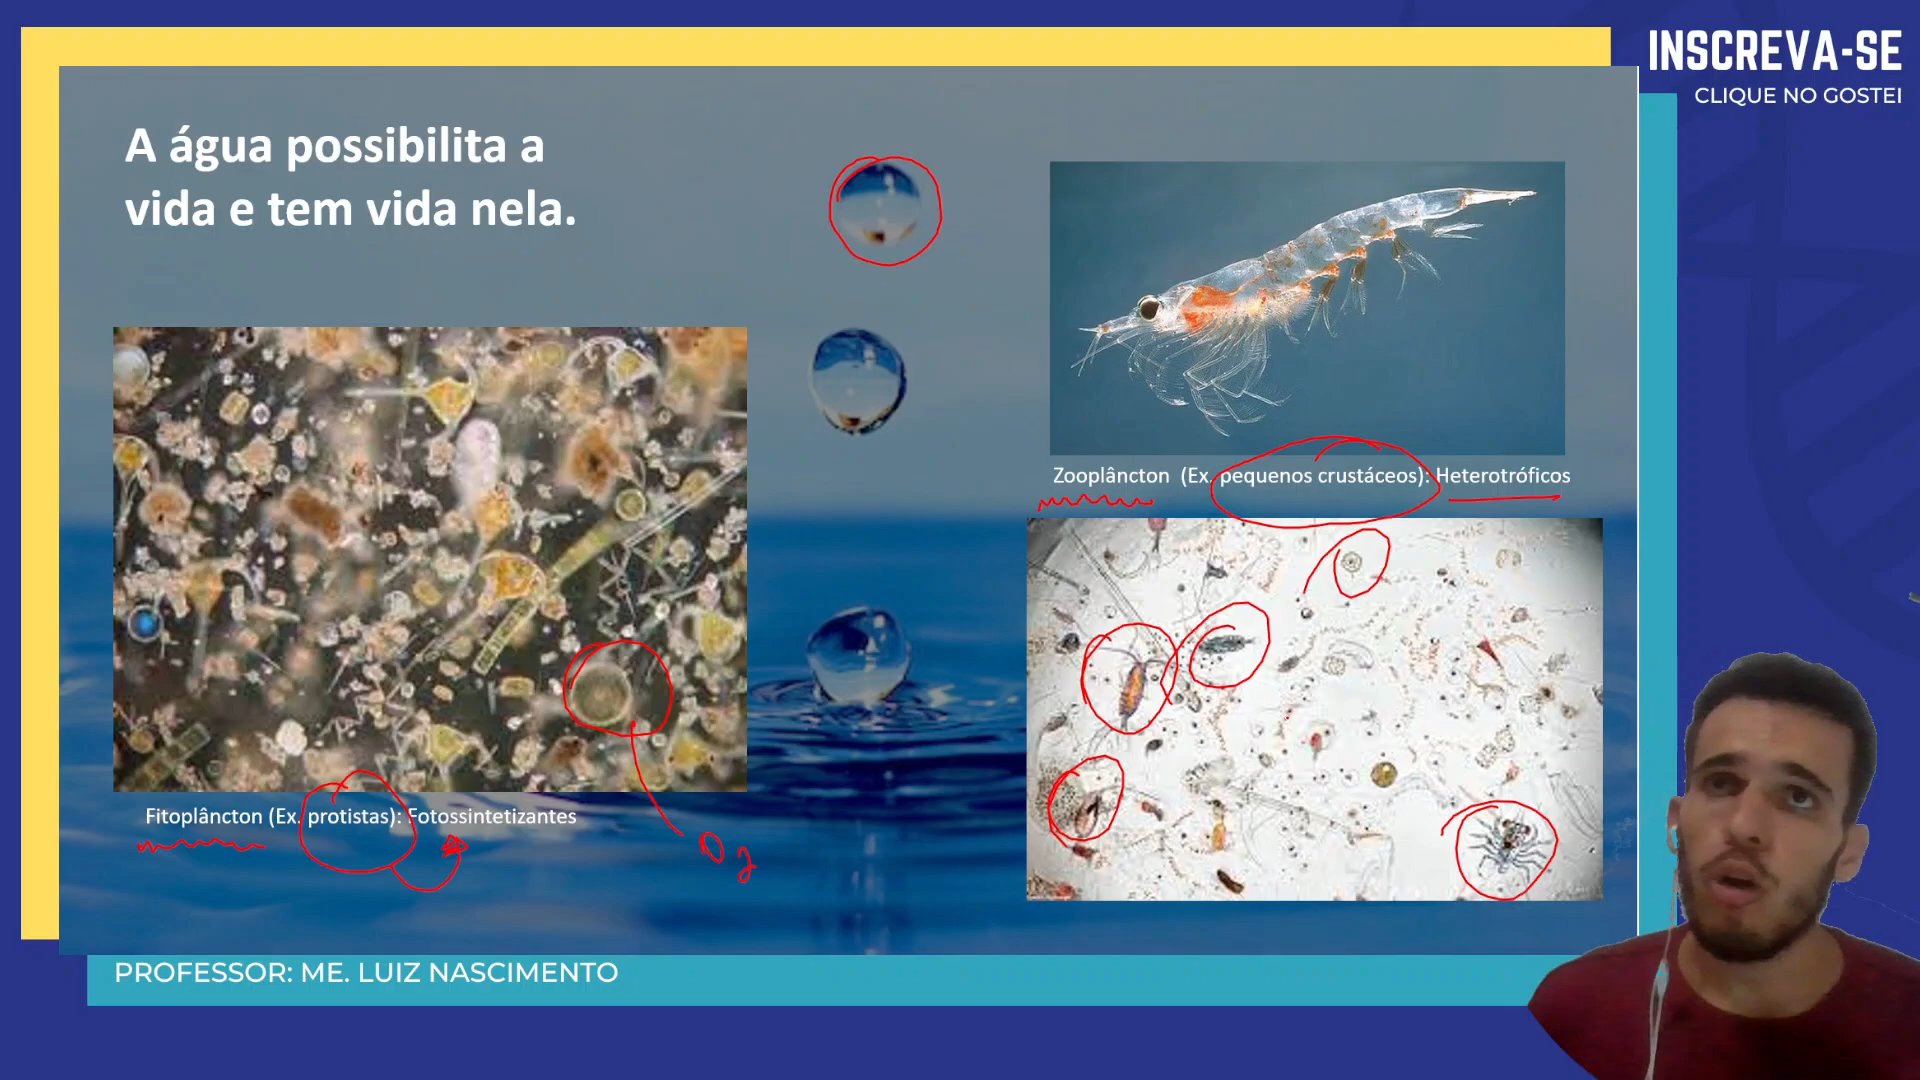 INSCREVA-SE
CLIQUE NO GOSTEI
A água possibilita a
vida e tem vida nela.
Zooplâncton (Ex. pequenos crustáceos): Heterotróficos
Fitoplâncton (Ex. protistas): Fotossintetizantes
O2
PROFESSOR: ME. LUIZ NASCIMENTO